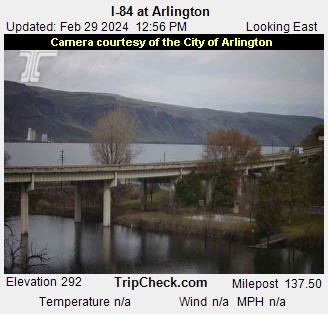 I-84 at Arlington
Updated: Feb 29 2024 12:56 PM Looking East
Camera courtesy of the City of Arlington
Elevation 292 TripCheck.com Milepost 137.50
Temperature n/a Wind n/a MPH n/a